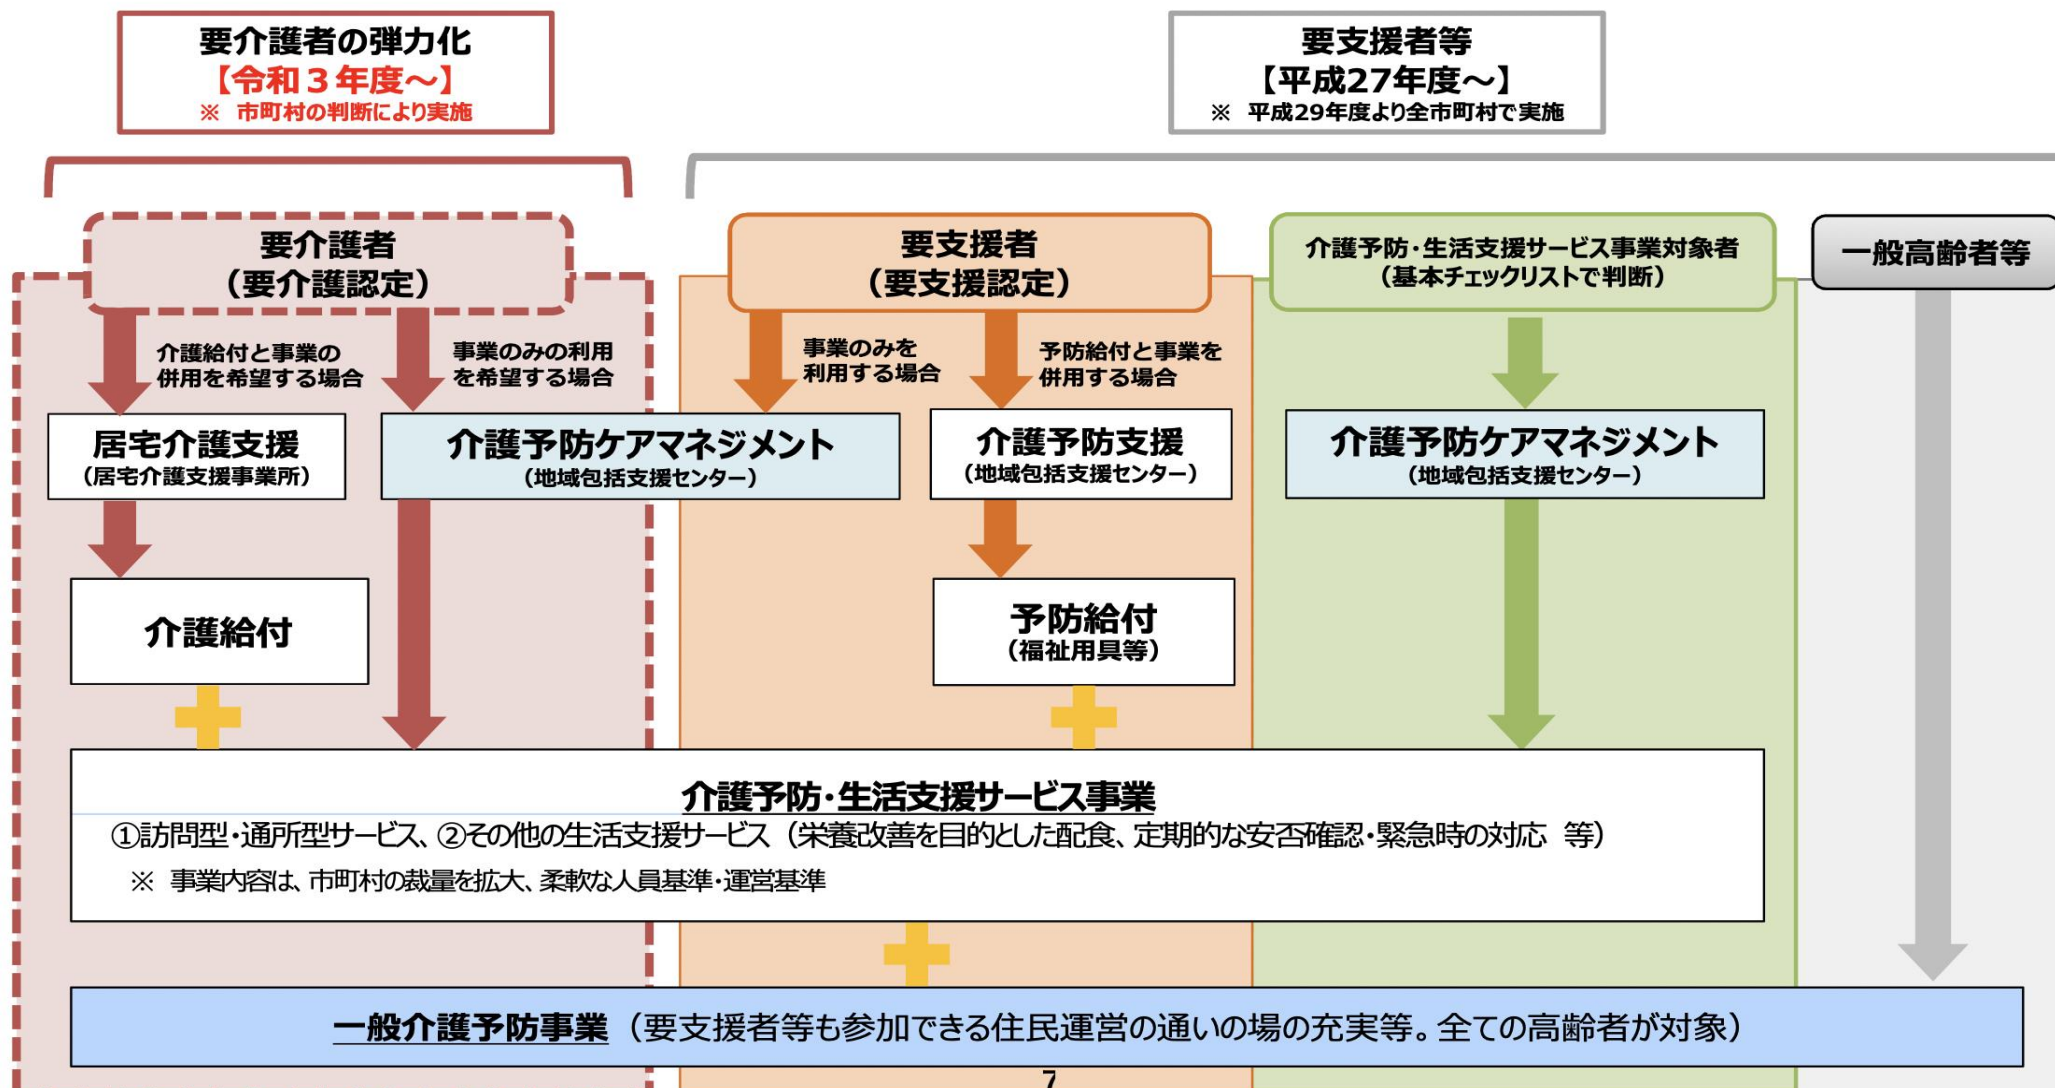 要介護者の弾力化
【令和３年度～】
※ 市町村の判断により実施
要支援者等
【平成27年度～】
※ 平成29年度より全市町村で実施
要介護者
（要介護認定）
要支援者
（要支援認定）
介護予防・生活支援サービス事業対象者
（基本チェックリストで判断）
一般高齢者等
介護給付と事業の
併用を希望する場合
事業のみの利用
を希望する場合
事業のみを
利用する場合
予防給付と事業を
併用する場合
居宅介護支援
（居宅介護支援事業所）
介護予防ケアマネジメント
（地域包括支援センター）
介護予防支援
（地域包括支援センター）
介護予防ケアマネジメント
（地域包括支援センター）
介護給付
予防給付
（福祉用具等）
介護予防・生活支援サービス事業
①訪問型・通所型サービス、②その他の生活支援サービス（栄養改善を目的とした配食、定期的な安否確認・緊急時の対応 等）
※ 事業内容は、市町村の裁量を拡大、柔軟な人員基準・運営基準
一般介護予防事業（要支援者等も参加できる住民運営の通いの場の充実等。全ての高齢者が対象）
7